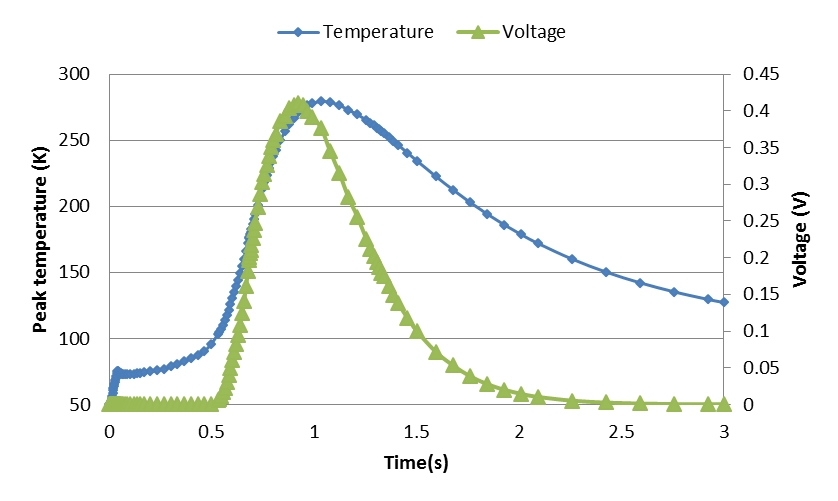 Temperature Voltage
300 0.45
0.4
250 0.35
0.3
200 0.25
0.2
150 0.15
0.1
100 0.05
50 0
Peak temperature (K)
Voltage (V)
0 0.5 1 1.5 2 2.5 3
Time(s)